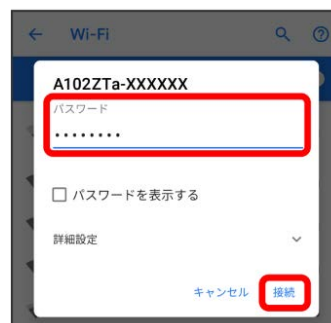 ← Wi-Fi
A102ZTa-XXXXXX
パスワード
••••••••
パスワードを表示する
詳細設定
キャンセル 接続